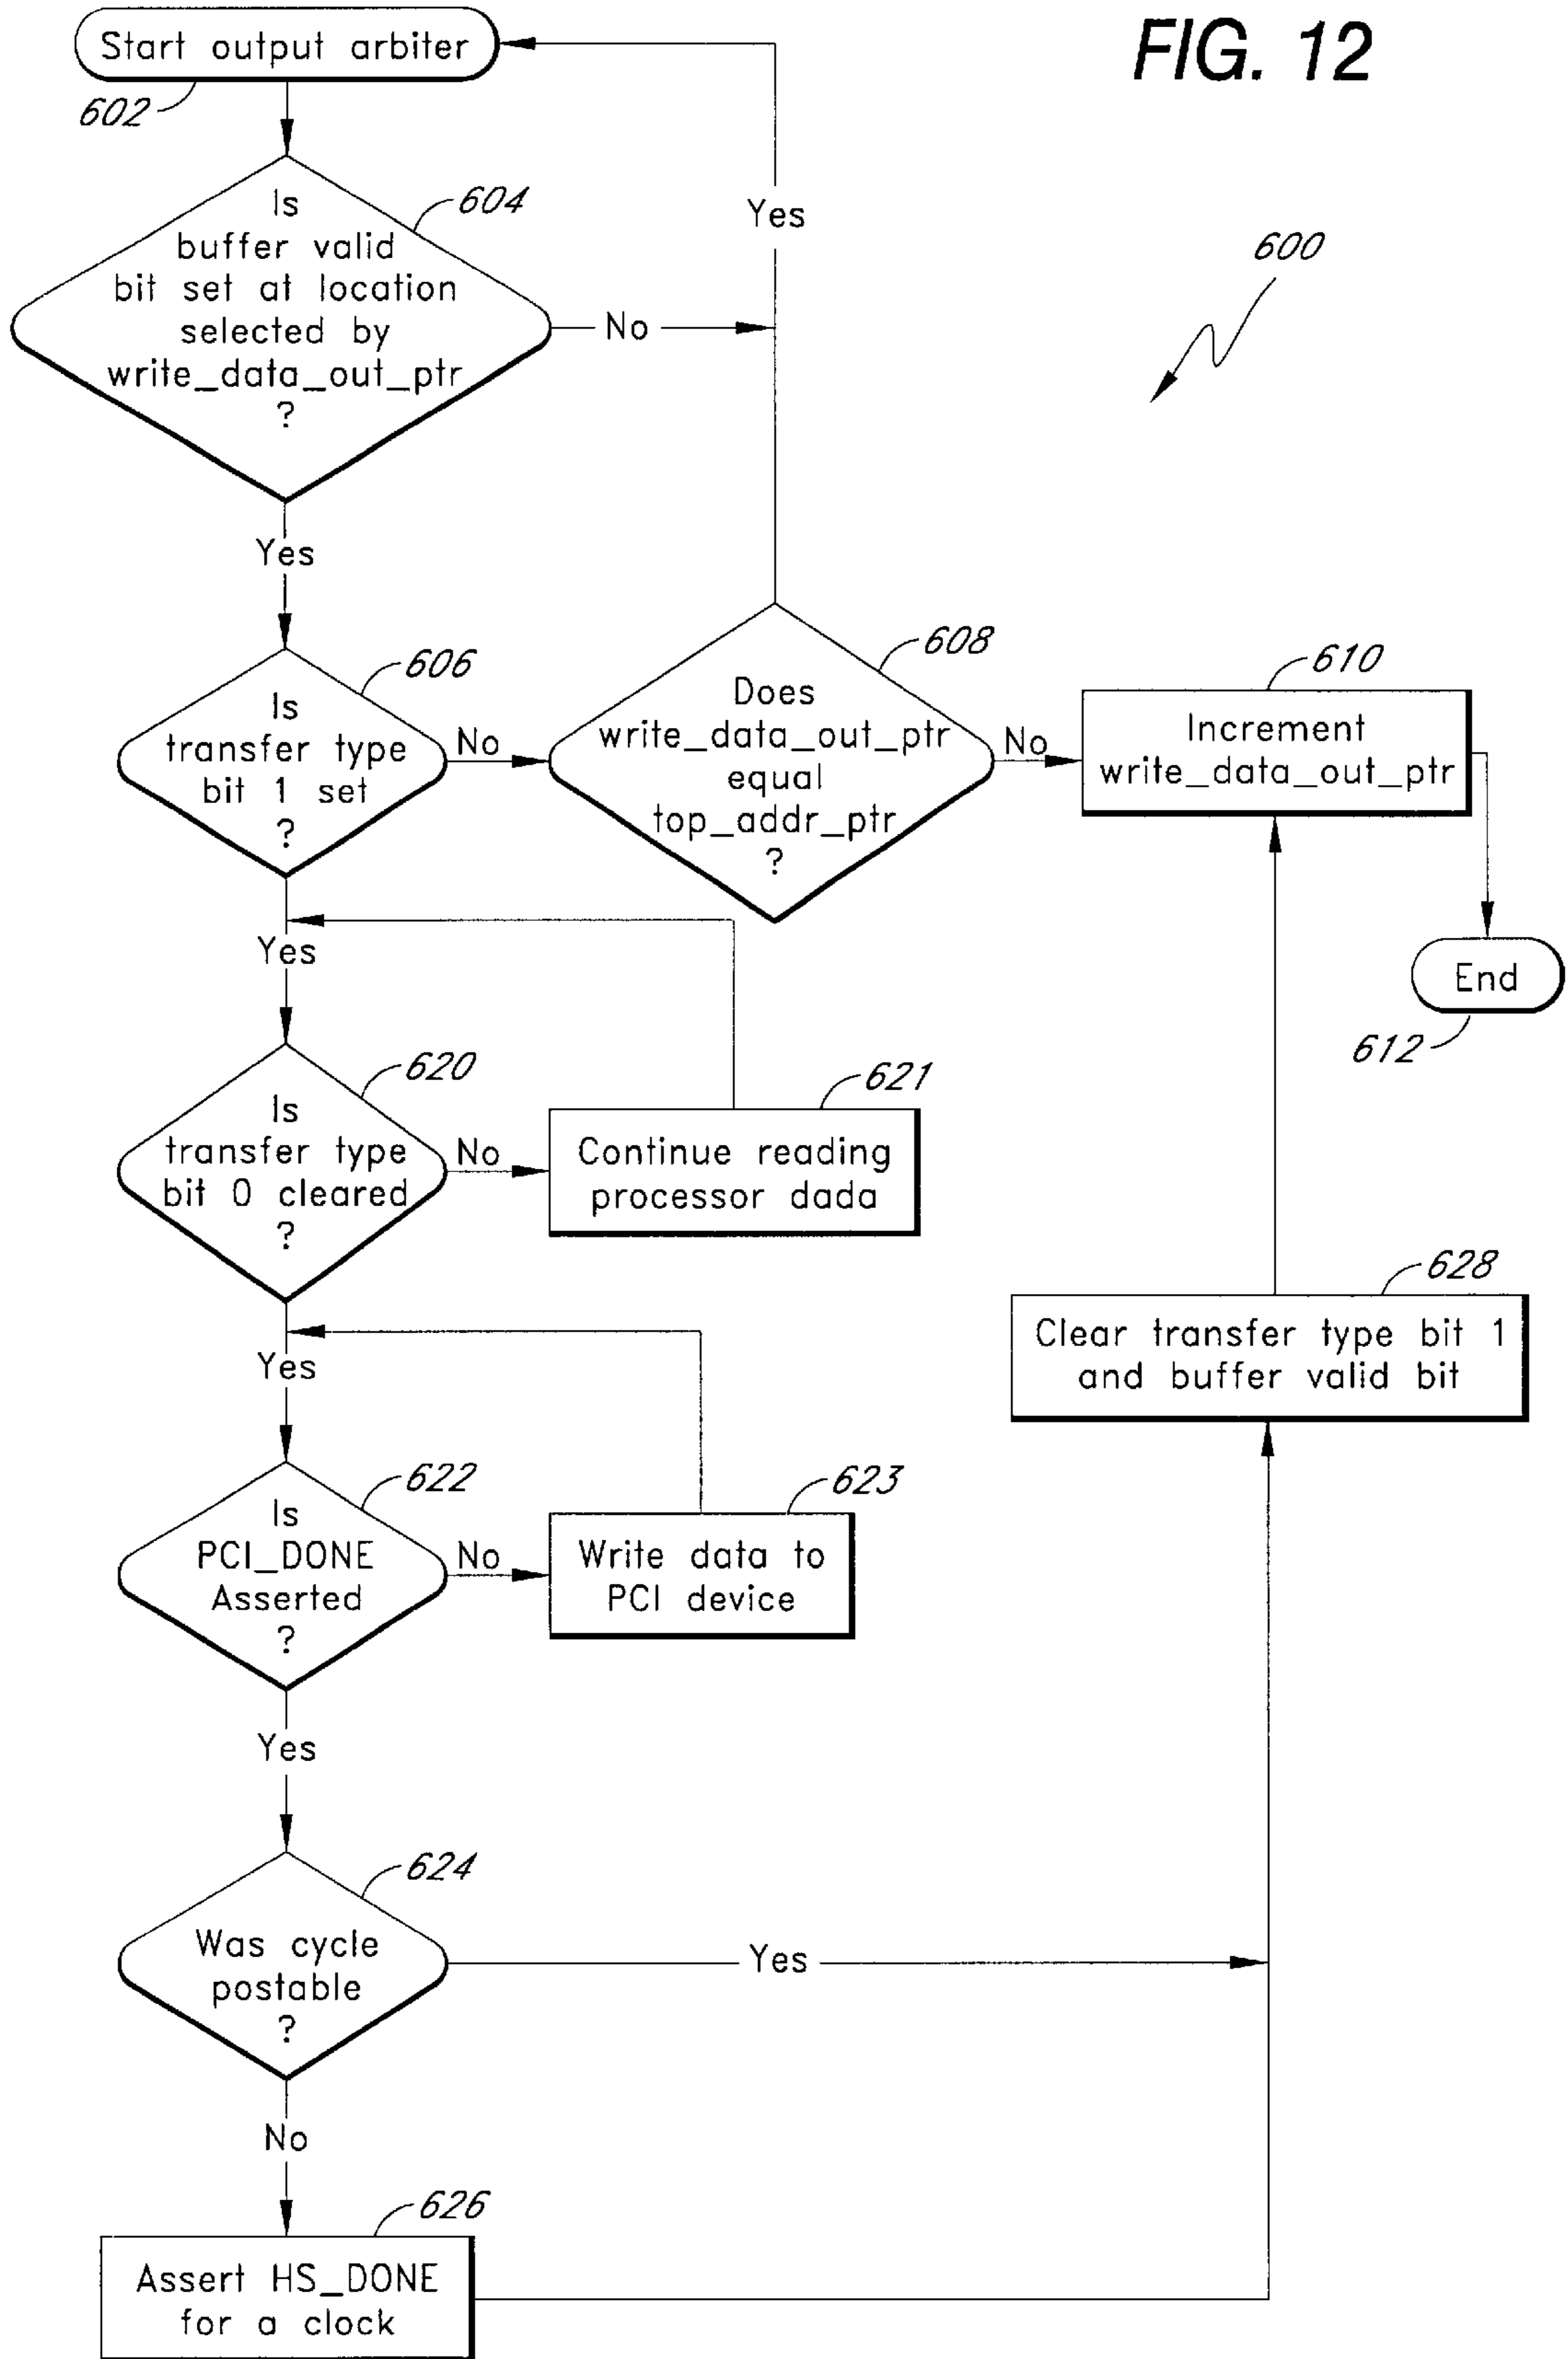 FIG. 12
Start output arbiter
602
Is
buffer valid
bit set at location
selected by
write_data_out_ptr
?
604
No
Yes
600
Yes
Is
transfer type
bit 1 set
?
606
No
Does
write_data_out_ptr
equal
top_addr_ptr
?
608
No
610
Increment
write_data_out_ptr
End
612
Yes
Is
transfer type
bit 0 cleared
?
620
No
621
Continue reading
processor dada
Yes
628
Clear transfer type bit 1
and buffer valid bit
Is
PCI_DONE
Asserted
?
622
No
623
Write data to
PCI device
Yes
624
Was cycle
postable
?
Yes
No
626
Assert HS_DONE
for a clock